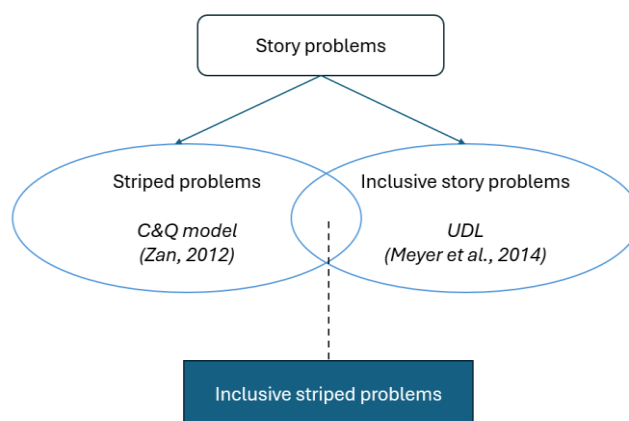 Story problems
Striped problems
C&Q model
(Zan, 2012)
Inclusive story problems
UDL
(Meyer et al., 2014)
Inclusive striped problems